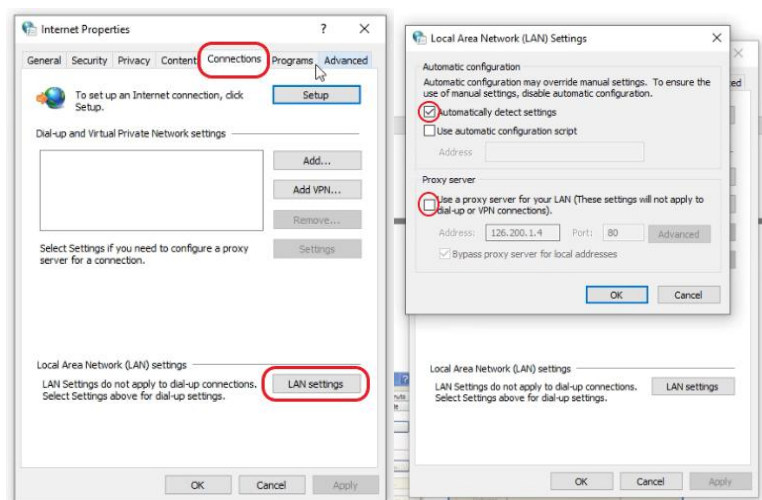 Internet Properties
? X
General Security Privacy Content Connections Programs Advanced
To set up an Internet connection, click
Setup.
Setup
Dial-up and Virtual Private Network settings
Add...
Add VPN...
Remove...
Select Settings if you need to configure a proxy
server for a connection.
Settings
Local Area Network (LAN) settings
LAN Settings do not apply to dial-up connections.
Select Settings above for dial-up settings.
LAN settings
OK Cancel Apply
Local Area Network (LAN) Settings
X
Automatic configuration
Automatic configuration may override manual settings. To ensure the
use of manual settings, disable automatic configuration.
Automatically detect settings
Use automatic configuration script
Address
Proxy server
Use a proxy server for your LAN (These settings will not apply to
dial-up or VPN connections).
Address: 126.200.1.4 Port: 80 Advanced
Bypass proxy server for local addresses
OK Cancel
Local Area Network (LAN) settings
LAN Settings do not apply to dial-up connections.
Select Settings above for dial-up settings.
LAN settings
OK Cancel Apply